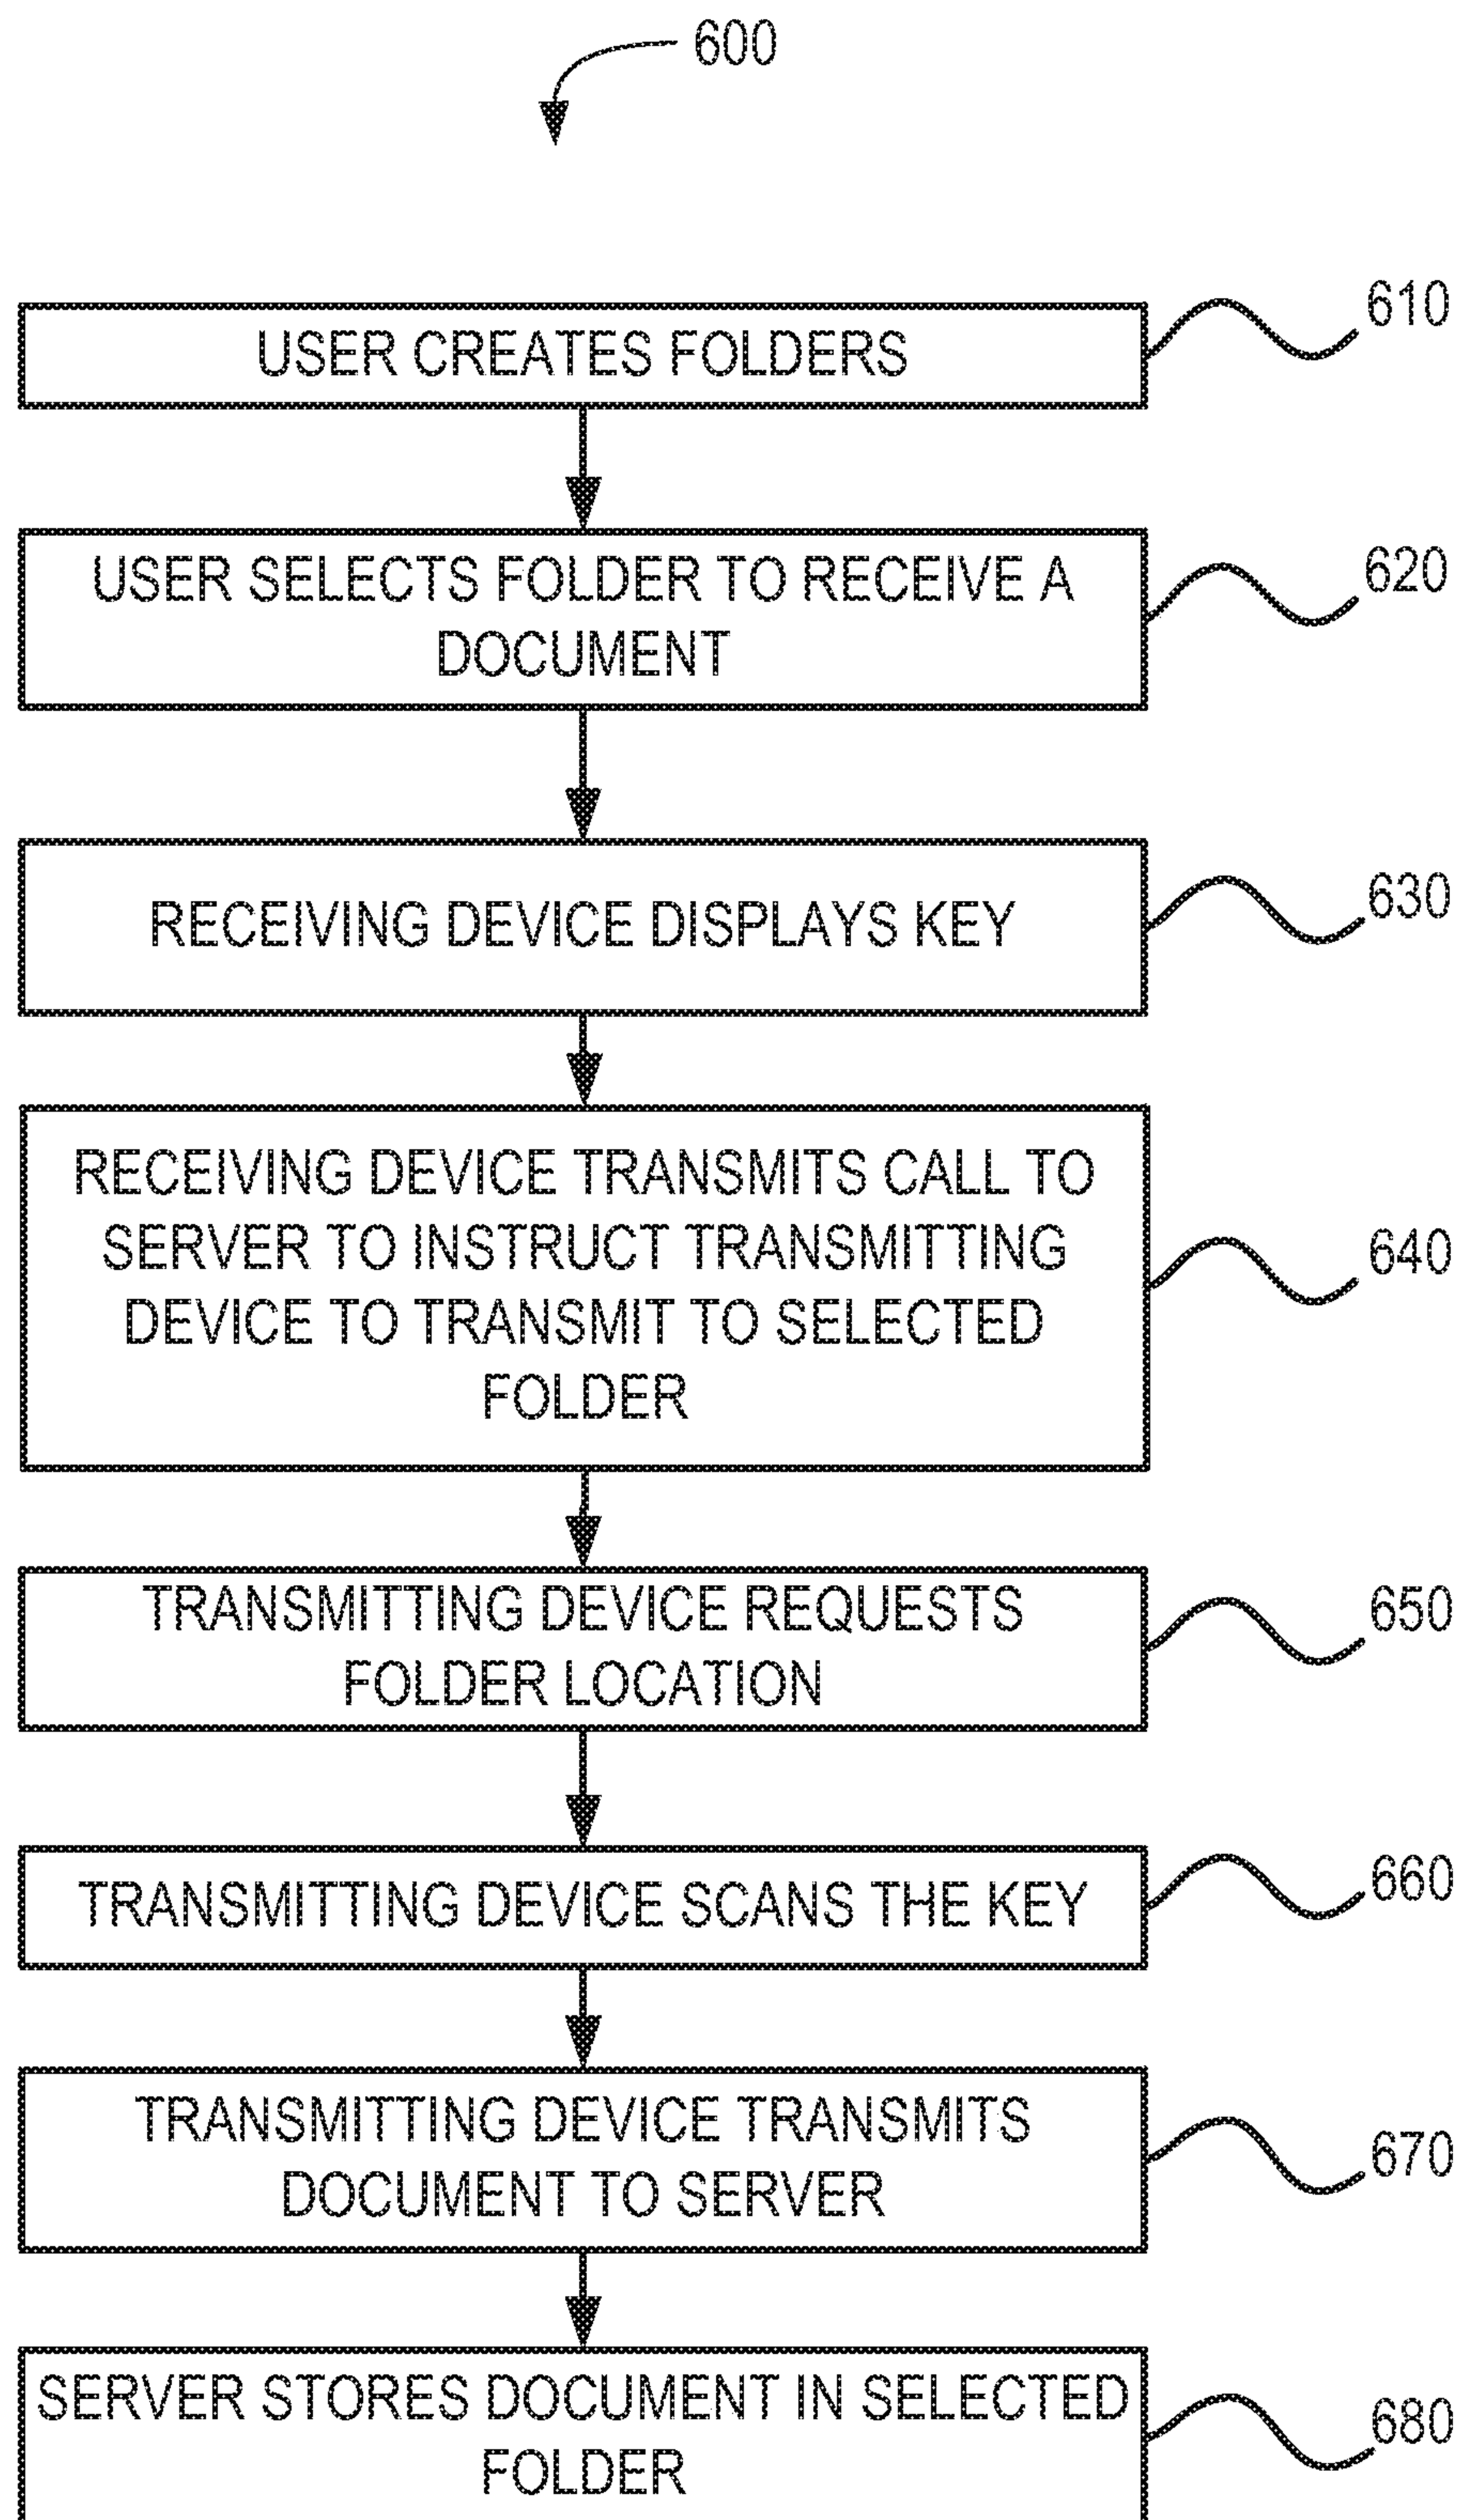 600
USER CREATES FOLDERS
610
USER SELECTS FOLDER TO RECEIVE A
DOCUMENT
620
RECEIVING DEVICE DISPLAYS KEY
630
RECEIVING DEVICE TRANSMITS CALL TO
SERVER TO INSTRUCT TRANSMITTING
DEVICE TO TRANSMIT TO SELECTED
FOLDER
640
TRANSMITTING DEVICE REQUESTS
FOLDER LOCATION
650
TRANSMITTING DEVICE SCANS THE KEY
660
TRANSMITTING DEVICE TRANSMITS
DOCUMENT TO SERVER
670
SERVER STORES DOCUMENT IN SELECTED
FOLDER
680